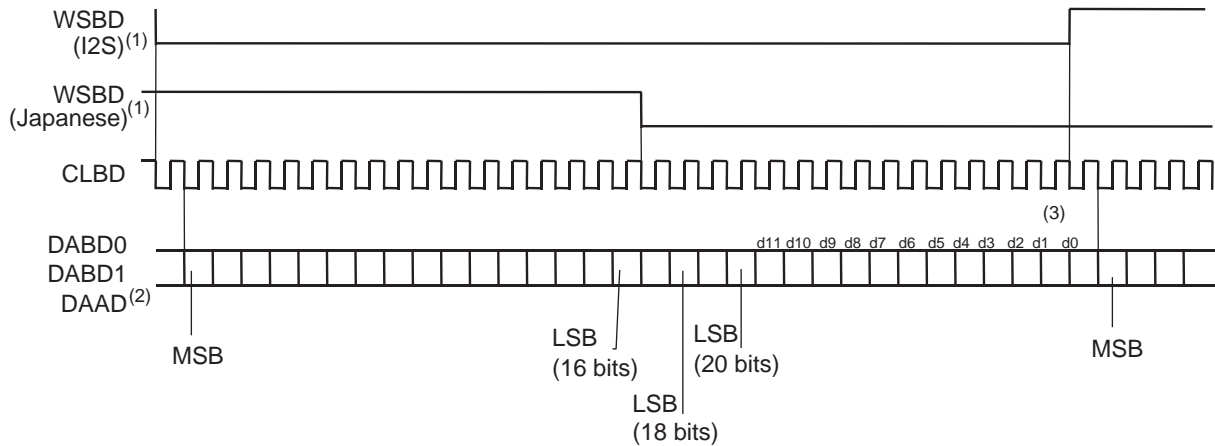 WSBD
(I2S)(1)
WSBD
(Japanese)(1)
CLBD
(3)
DABD0
d11 d10 d9 d8 d7 d6 d5 d4 d3 d2 d1 d0
DABD1
DAAD(2)
MSB
LSB
(16 bits)
LSB
(18 bits)
LSB
(20 bits)
MSB